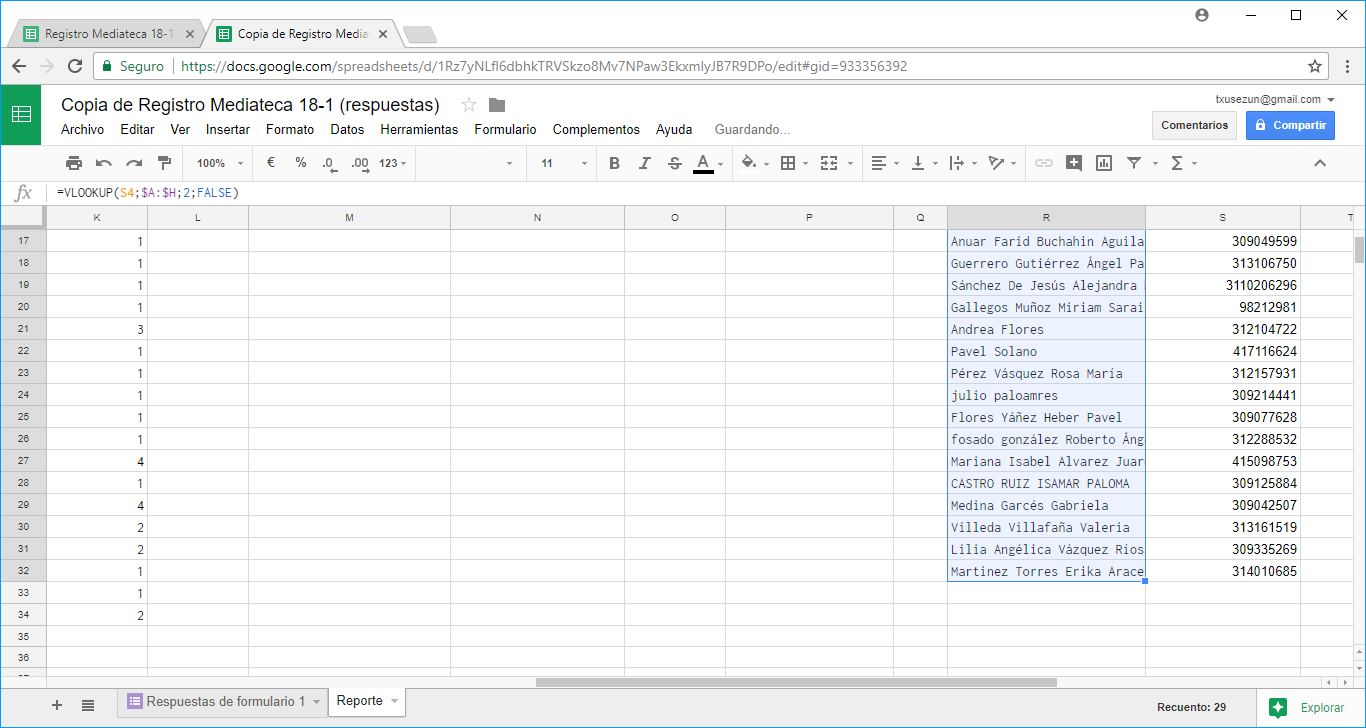 Registro Mediateca 18-1
Copia de Registro Media
Seguro https://docs.google.com/spreadsheets/d/1Rz7yNLfl6dbhkTRVSkzo8Mv7NPaw3EkxmlyJB7R9DPo/edit#gid=933356392
Copia de Registro Mediateca 18-1 (respuestas)
txusezun@gmail.com
Archivo Editar Ver Insertar Formato Datos Herramientas Formulario Complementos Ayuda Guardando...
Comentarios Compartir
100% € % .0 .00 123 11 B I S A Σ
fx =VLOOKUP(S4;$A:$H;2;FALSE)
K L M N O P Q R S T
17 1 Anuar Farid Buchahin Aguila 309049599
18 1 Guerrero Gutiérrez Ángel Pa 313106750
19 1 Sánchez De Jesús Alejandra 3110206296
20 1 Gallegos Muñoz Miriam Sarai 98212981
21 3 Andrea Flores 312104722
22 1 Pavel Solano 417116624
23 1 Pérez Vásquez Rosa María 312157931
24 1 julio paloamres 309214441
25 1 Flores Yáñez Heber Pavel 309077628
26 1 fosado gonzález Roberto Áng 312288532
27 4 Mariana Isabel Alvarez Juar 415098753
28 1 CASTRO RUIZ ISAMAR PALOMA 309125884
29 4 Medina Garcés Gabriela 309042507
30 2 Villeda Villafaña Valeria 313161519
31 2 Lilia Angélica Vázquez Ríos 309335269
32 1 Martinez Torres Erika Arace 314010685
33 1
34 2
35
36
Respuestas de formulario 1 Reporte Recuento: 29 Explorar